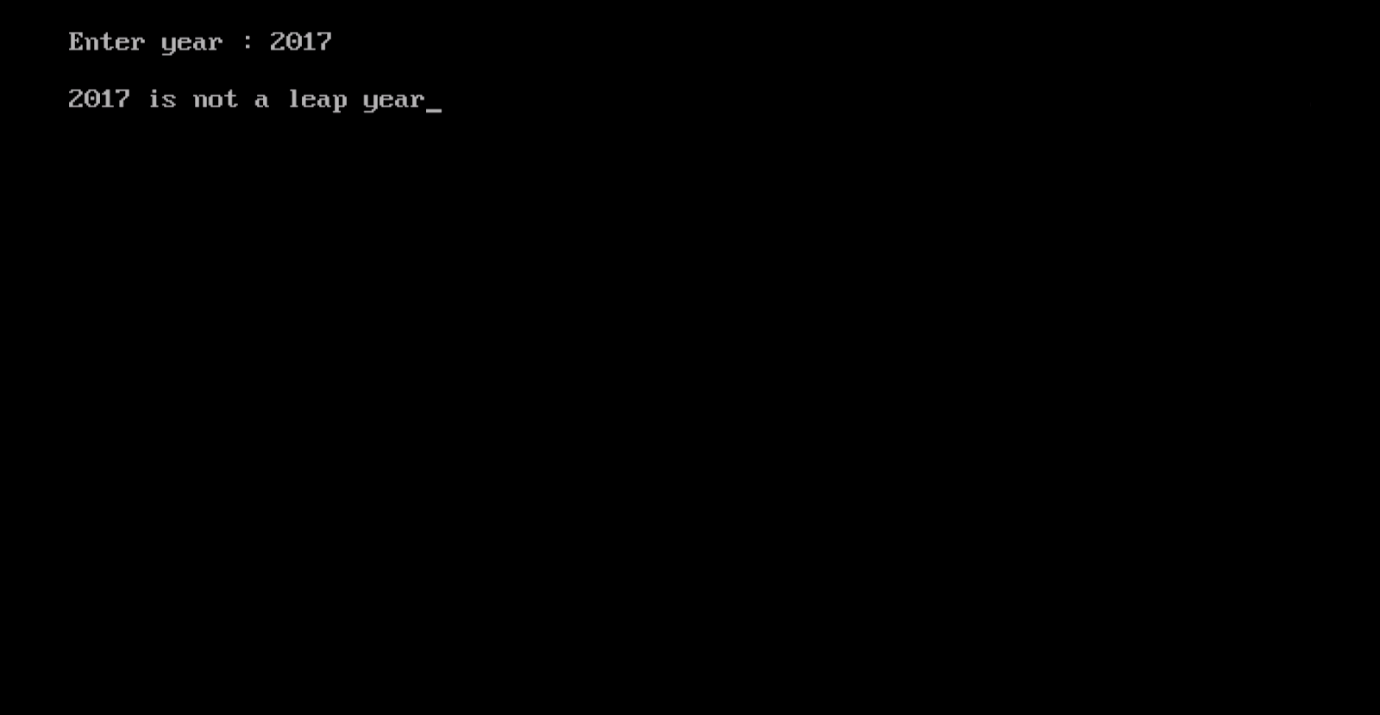 Enter year : 2017
2017 is not a leap year_